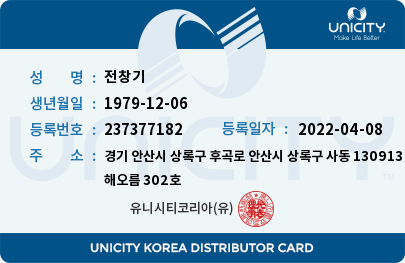 UNICITY
Make Life Better
성 명 : 전창기
생년월일 : 1979-12-06
등록번호 : 237377182 등록일자 : 2022-04-08
주 소 : 경기 안산시 상록구 후곡로 안산시 상록구 사동 130913
해오름 302호
유니시티코리아(유)
UNICITY
UNICITY KOREA DISTRIBUTOR CARD